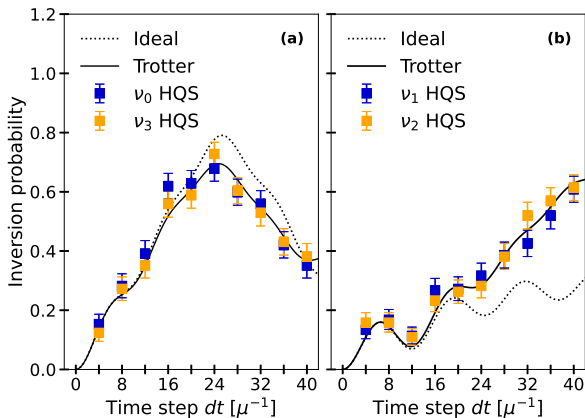 1.2
1.0
0.8
0.6
0.4
0.2
0.0
Inversion probability
Ideal
Trotter
ν₀ HQS
ν₃ HQS
(a)
0 8 16 24 32 40
Time step dt [μ⁻¹]
Ideal
Trotter
ν₁ HQS
ν₂ HQS
(b)
0 8 16 24 32 40
Time step dt [μ⁻¹]